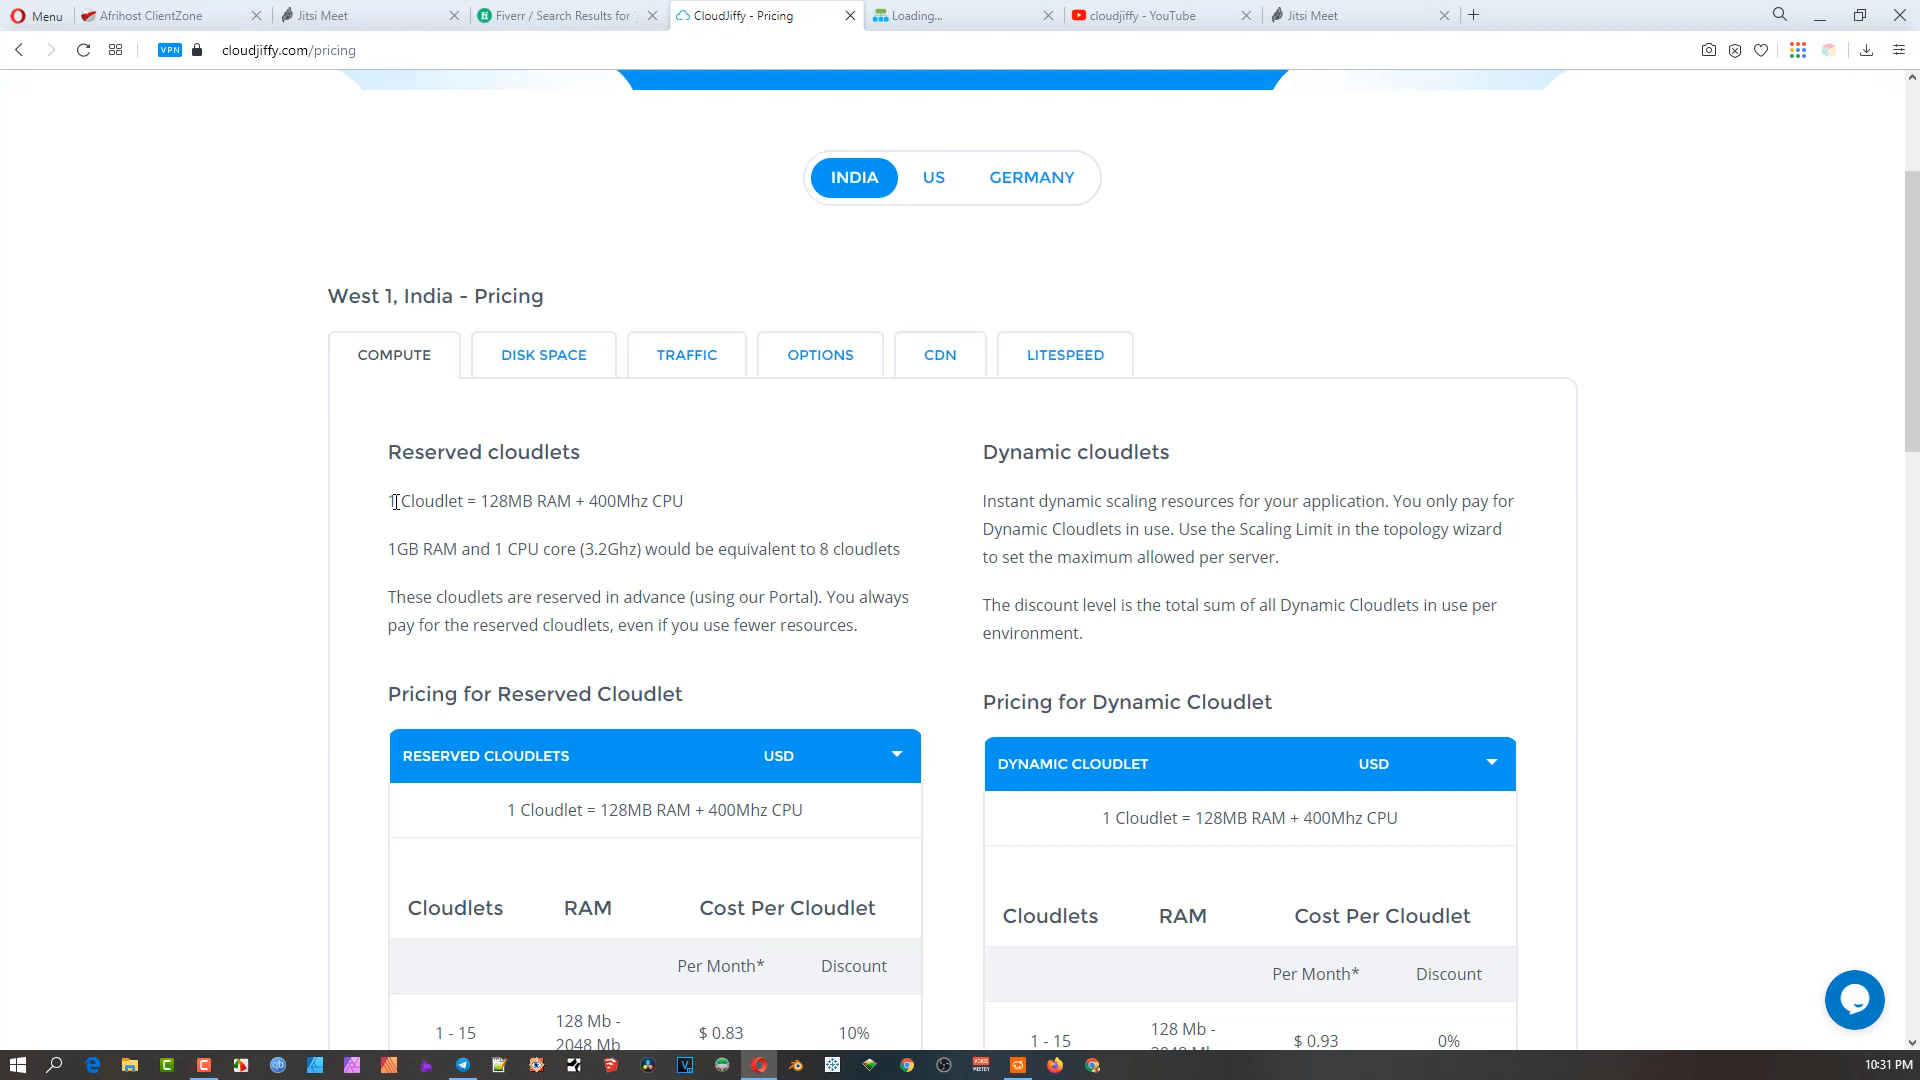 Menu
Afrihost ClientZone
Jitsi Meet
Fiverr / Search Results for
CloudJiffy - Pricing
Loading...
cloudjiffy - YouTube
Jitsi Meet
VPN
cloudjiffy.com/pricing
INDIA
US
GERMANY
West 1, India - Pricing
COMPUTE
DISK SPACE
TRAFFIC
OPTIONS
CDN
LITESPEED
Reserved cloudlets
1 Cloudlet = 128MB RAM + 400Mhz CPU
1GB RAM and 1 CPU core (3.2Ghz) would be equivalent to 8 cloudlets
These cloudlets are reserved in advance (using our Portal). You always
pay for the reserved cloudlets, even if you use fewer resources.
Pricing for Reserved Cloudlet
RESERVED CLOUDLETS USD
1 Cloudlet = 128MB RAM + 400Mhz CPU
Cloudlets RAM Cost Per Cloudlet
Per Month* Discount
1 - 15 128 Mb - 2048 Mb $ 0.83 10%
Dynamic cloudlets
Instant dynamic scaling resources for your application. You only pay for
Dynamic Cloudlets in use. Use the Scaling Limit in the topology wizard
to set the maximum allowed per server.
The discount level is the total sum of all Dynamic Cloudlets in use per
environment.
Pricing for Dynamic Cloudlet
DYNAMIC CLOUDLET USD
1 Cloudlet = 128MB RAM + 400Mhz CPU
Cloudlets RAM Cost Per Cloudlet
Per Month* Discount
1 - 15 128 Mb - $ 0.93 0%
10:31 PM